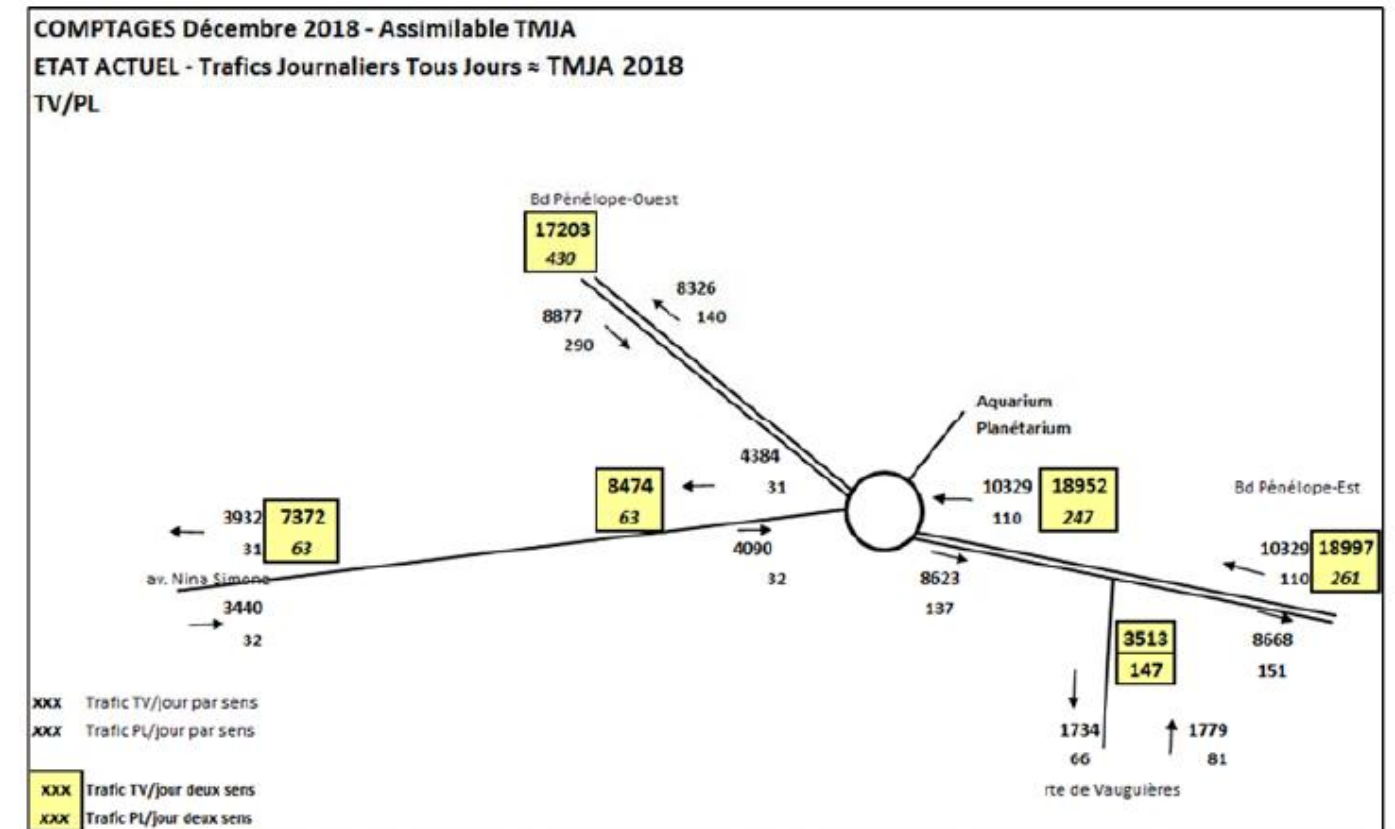 COMPTAGES Décembre 2018 - Assimilable TMJA
ETAT ACTUEL - Trafics Journaliers Tous Jours ≈ TMJA 2018
TV/PL
Bd Pénélope-Ouest
17203
430
8326
140
8877
290
Aquarium
Planétarium
4384
31
8474
63
10329
110
18952
247
Bd Pénélope-Est
3932
31
7372
63
4090
32
8623
137
10329
110
18997
261
av. Nina Simone
3440
32
3513
147
8668
151
xxx Trafic TV/jour par sens
xxx Trafic PL/jour par sens
1734
66
1779
81
rte de Vauguières
xxx Trafic TV/jour deux sens
xxx Trafic PL/jour deux sens